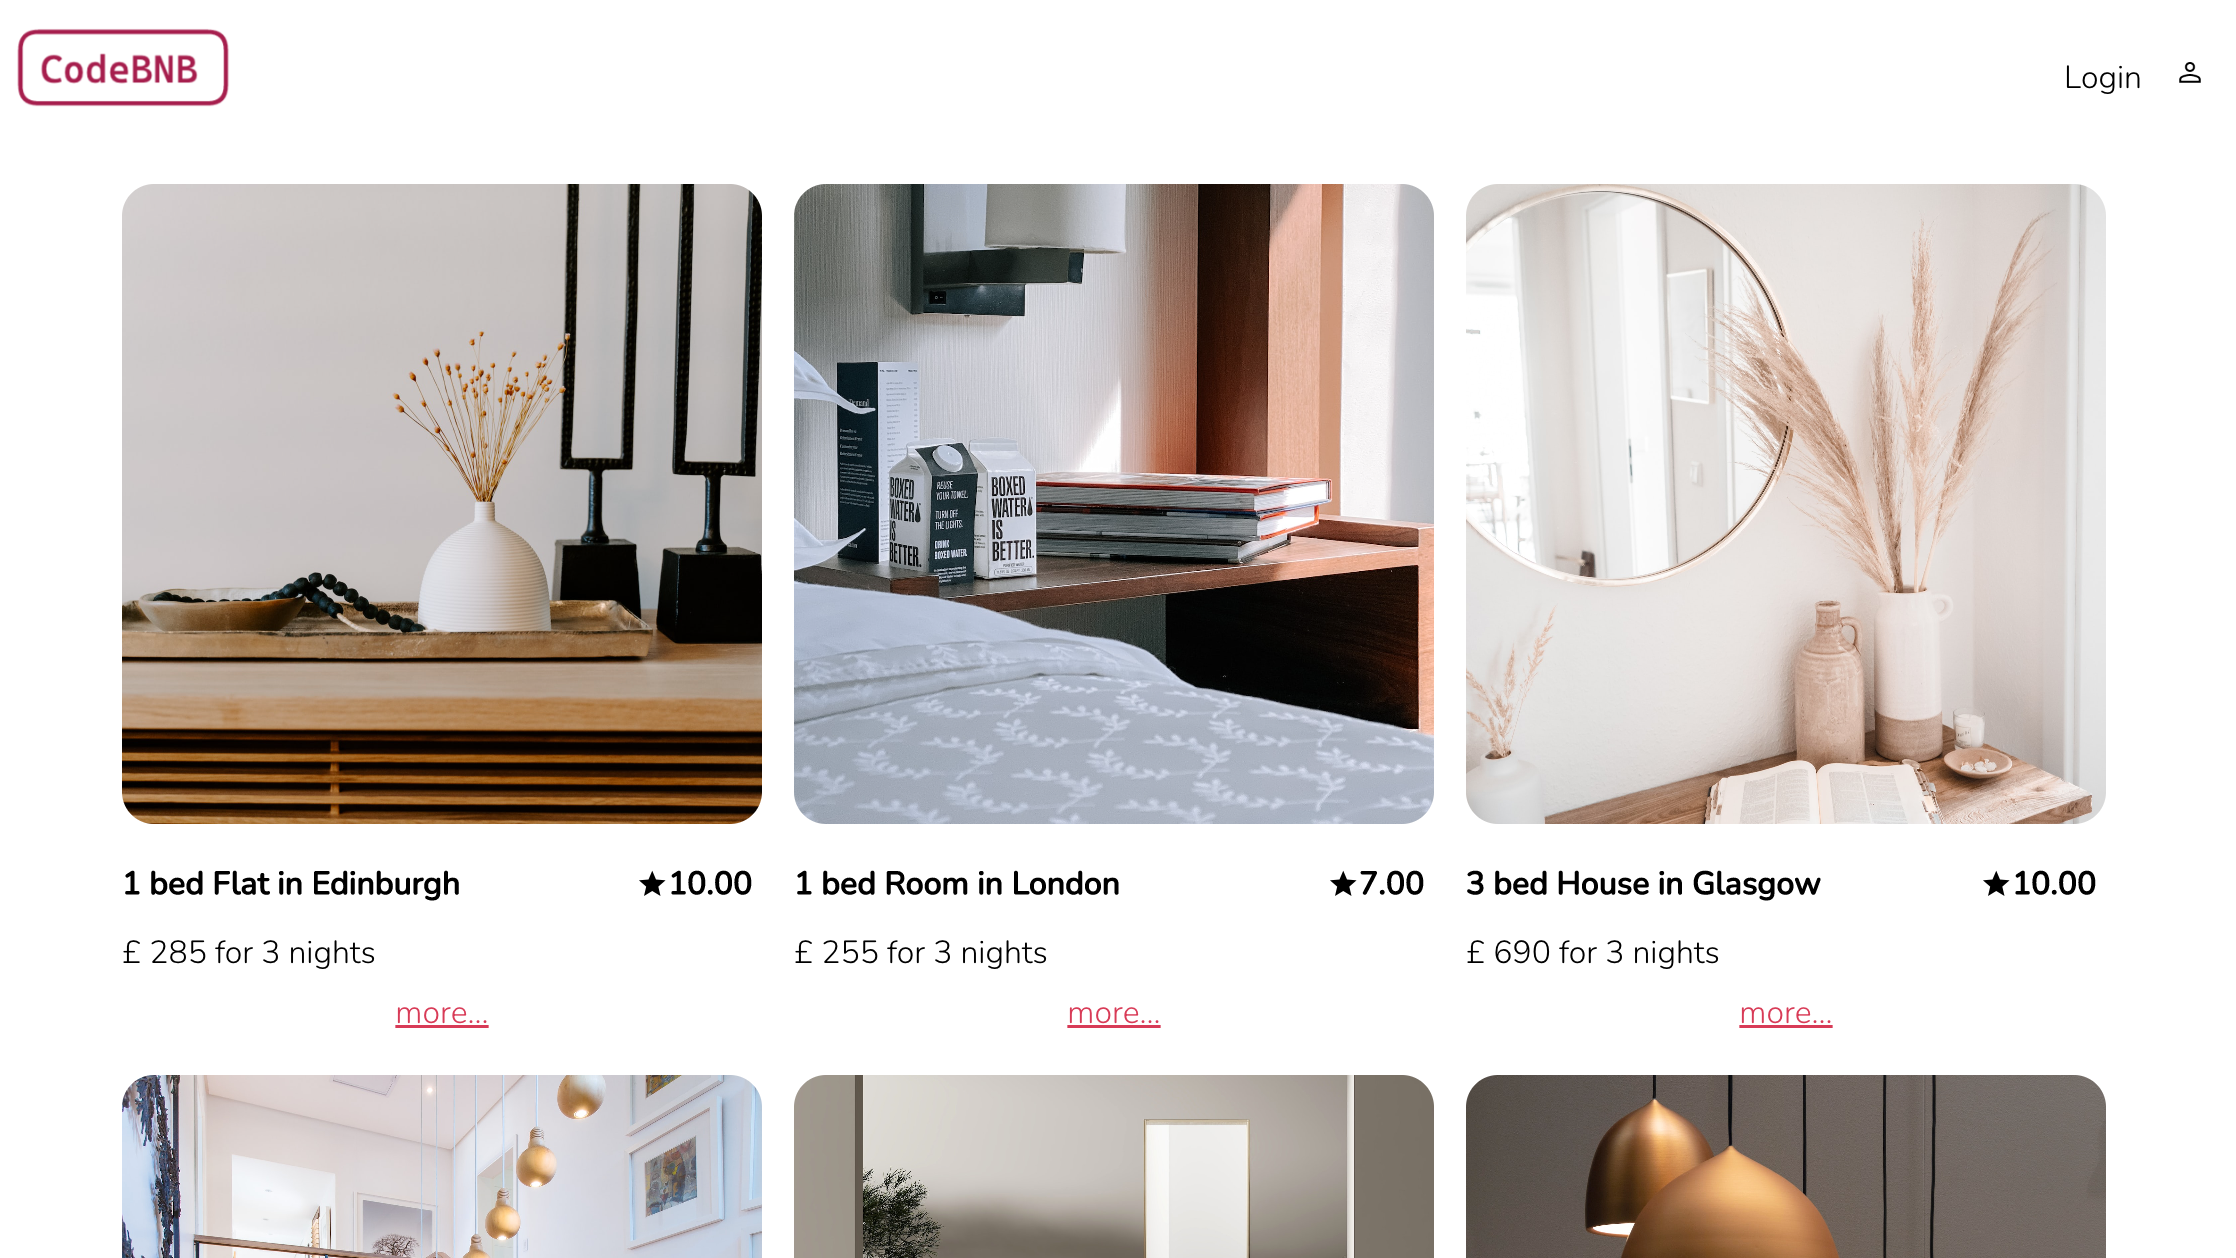 CodeBNB
Login
BOXED
WATER
IS
BETTER.
REUSE
YOUR TOWEL.
TURN OFF
THE LIGHTS.
DRINK
BOXED WATER.
BOXED
WATER
IS
BETTER.
1 bed Flat in Edinburgh
★10.00
1 bed Room in London
★7.00
3 bed House in Glasgow
★10.00
£ 285 for 3 nights
£ 255 for 3 nights
£ 690 for 3 nights
more...
more...
more...